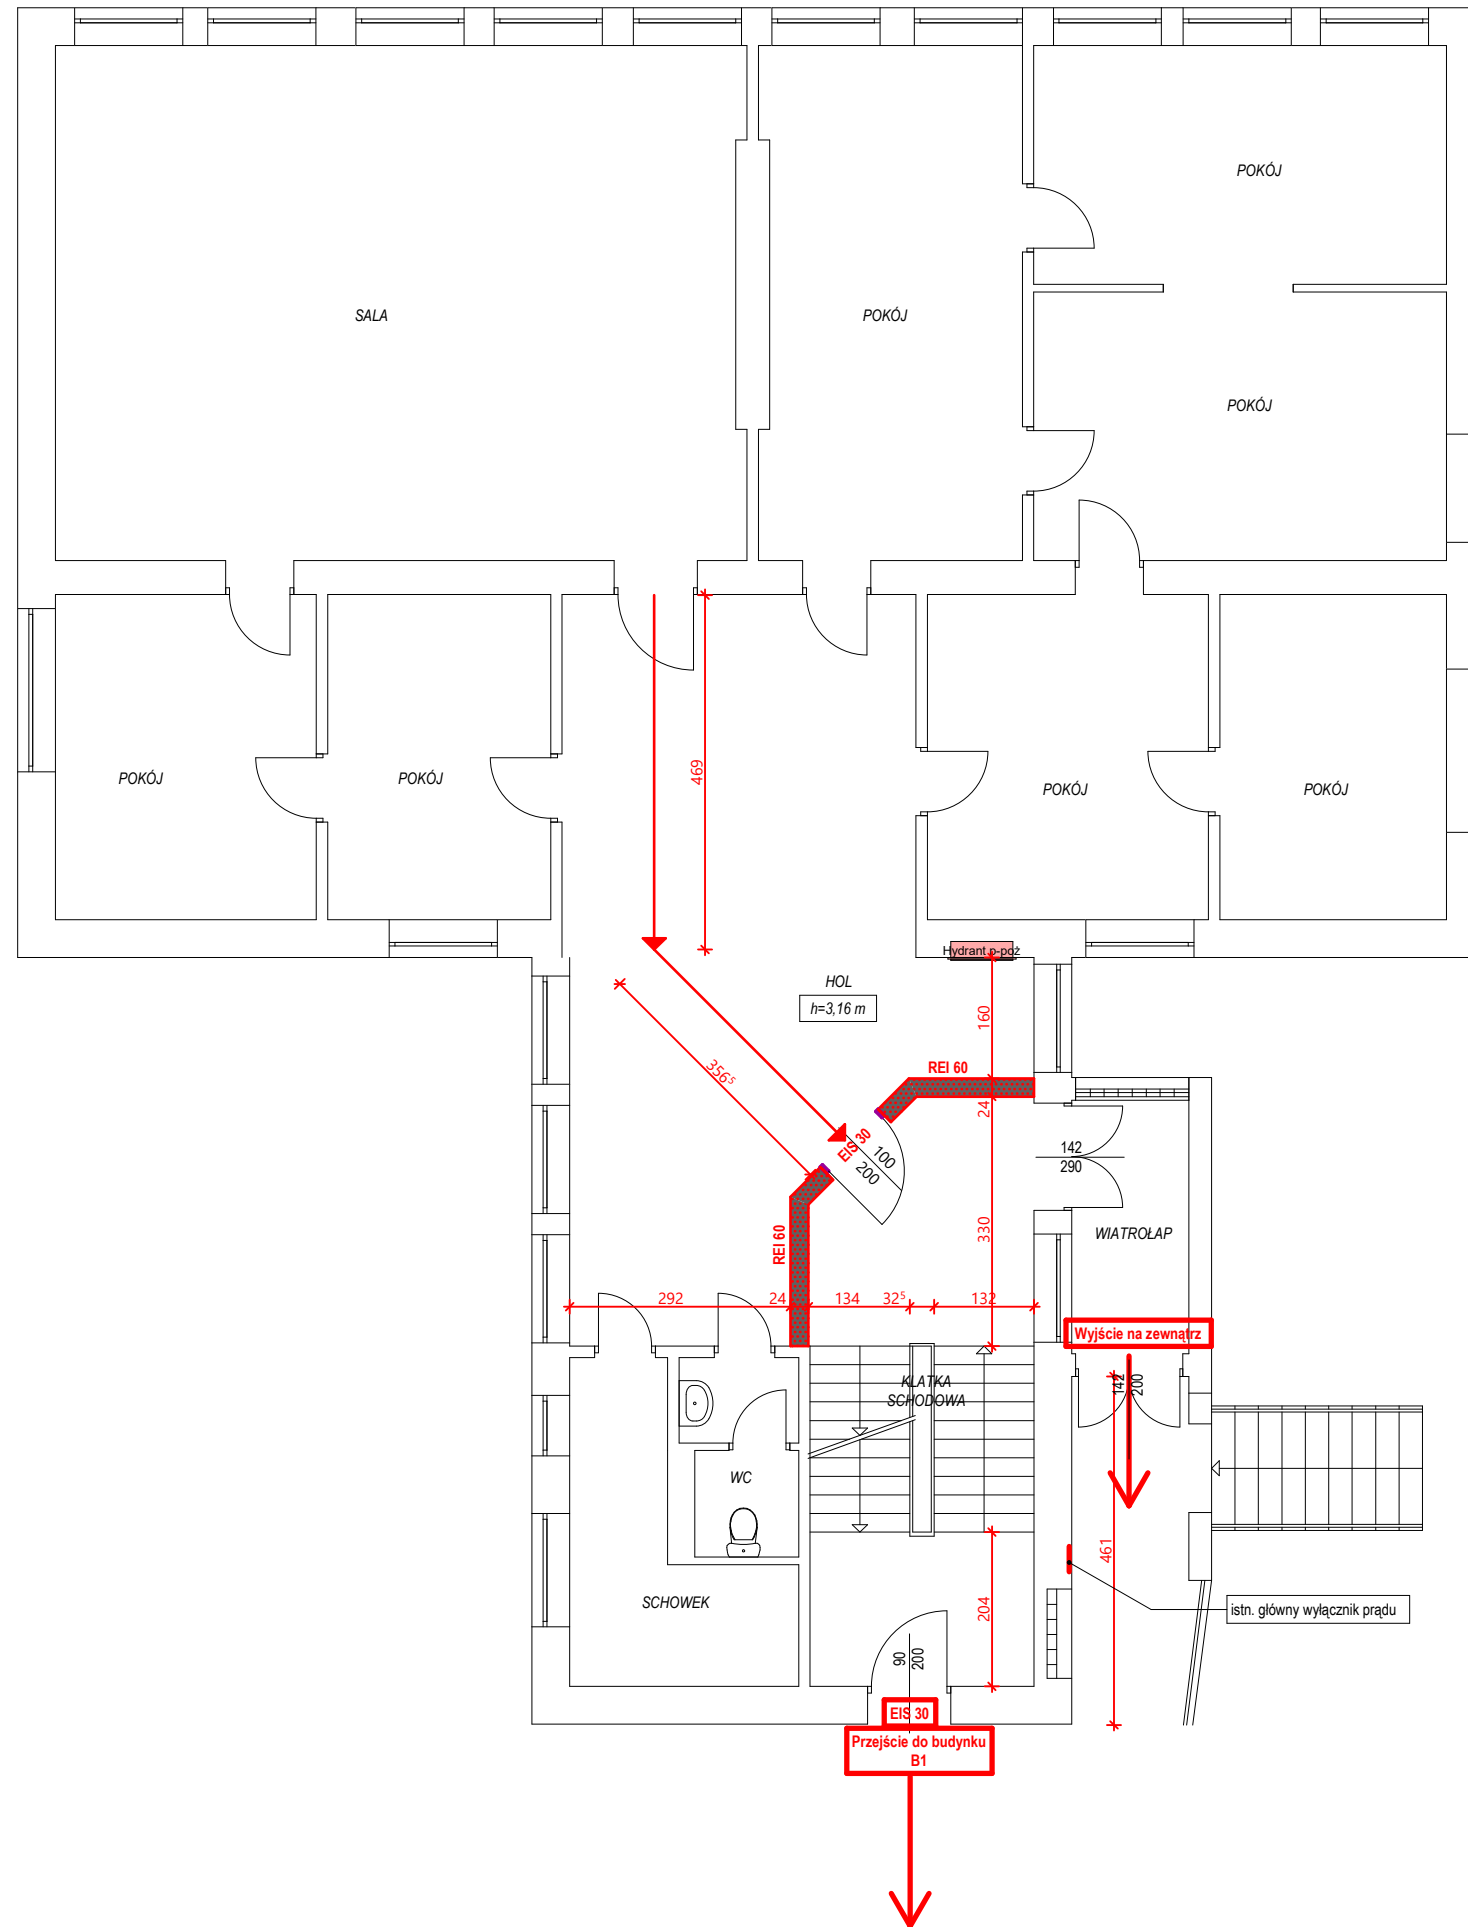 POKÓJ
SALA
POKÓJ
POKÓJ
469
POKÓJ
POKÓJ
POKÓJ
POKÓJ
Hydrant p-poż
HOL
h=3,16 m
160
356⁵
REI 60
24
EIS 30
100
200
142
290
330
REI 60
WIATROŁAP
292
24
134
32⁵
132
Wyjście na zewnątrz
KLATKA
SCHODOWA
142
200
WC
461
SCHOWEK
204
istn. główny wyłącznik prądu
90
200
EIS 30
Przejście do budynku
B1